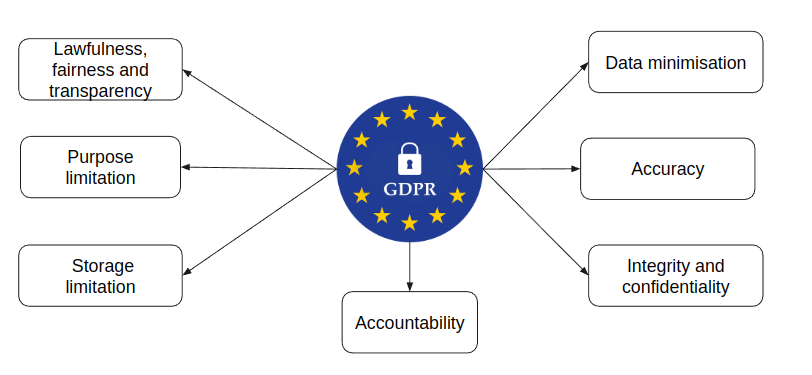 Lawfulness,
fairness and
transparency
Purpose
limitation
Storage
limitation
GDPR
Accountability
Data minimisation
Accuracy
Integrity and
confidentiality